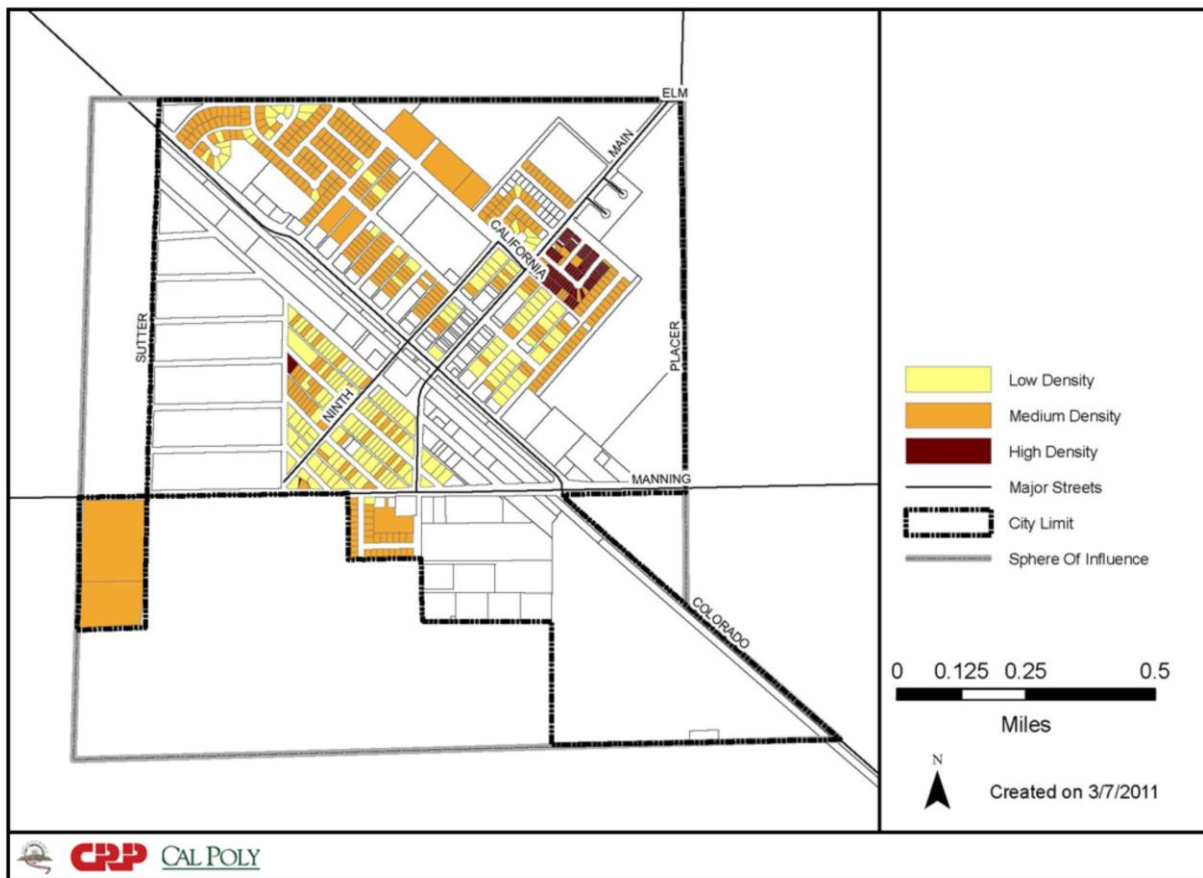 ELM
MAIN
CALIFORNIA
SUTTER
PLACER
NINTH
MANNING
COLORADO
Low Density
Medium Density
High Density
Major Streets
City Limit
Sphere Of Influence
0 0.125 0.25 0.5
Miles
N
Created on 3/7/2011
CRP CAL POLY